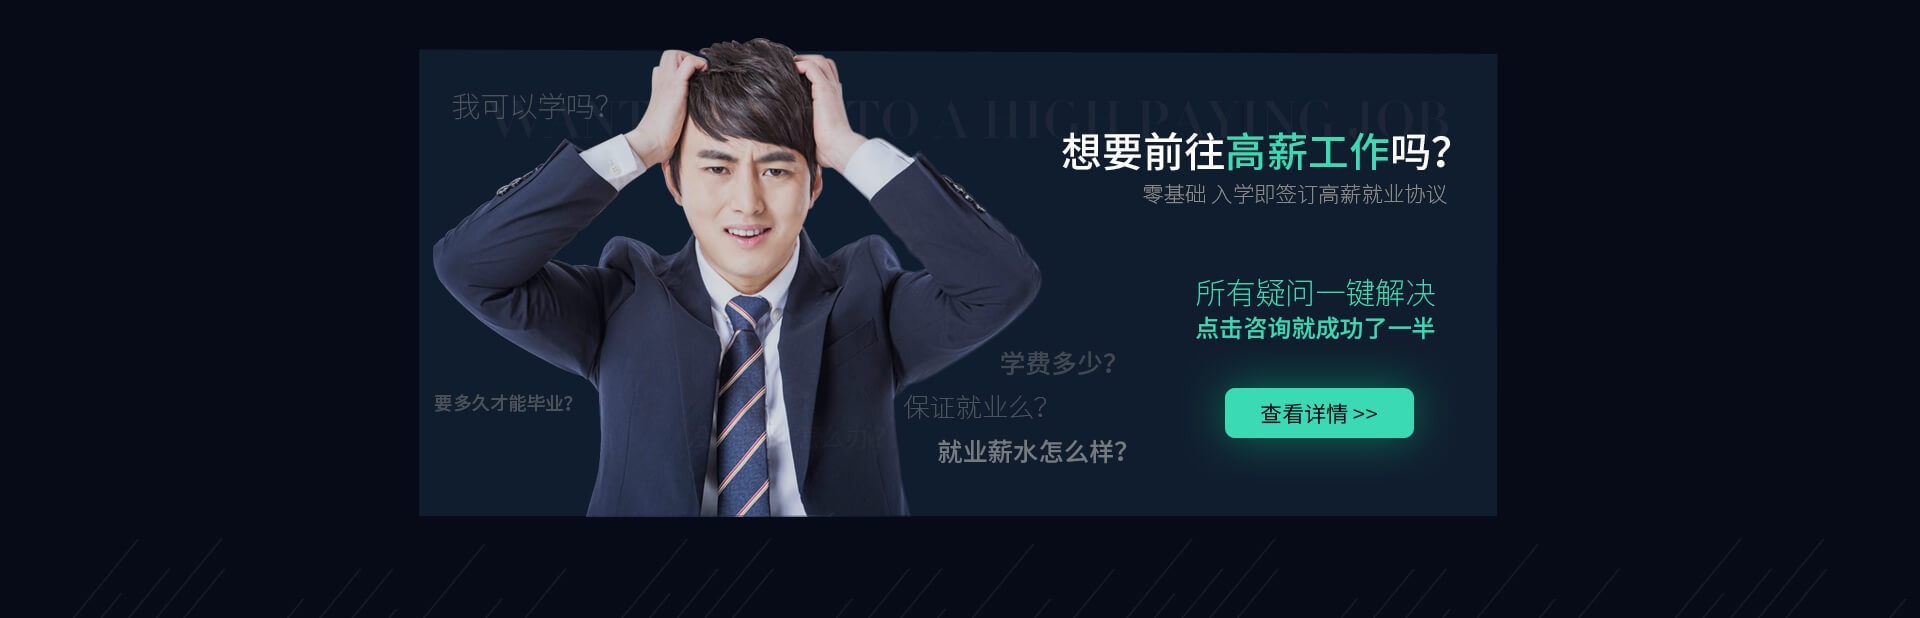 我可以学吗?
想要前往高薪工作吗?
零基础 入学即签订高薪就业协议
所有疑问一键解决
点击咨询就成功了一半
学费多少?
要多久才能毕业?
保证就业么?
就业薪水怎么样?
查看详情 >>